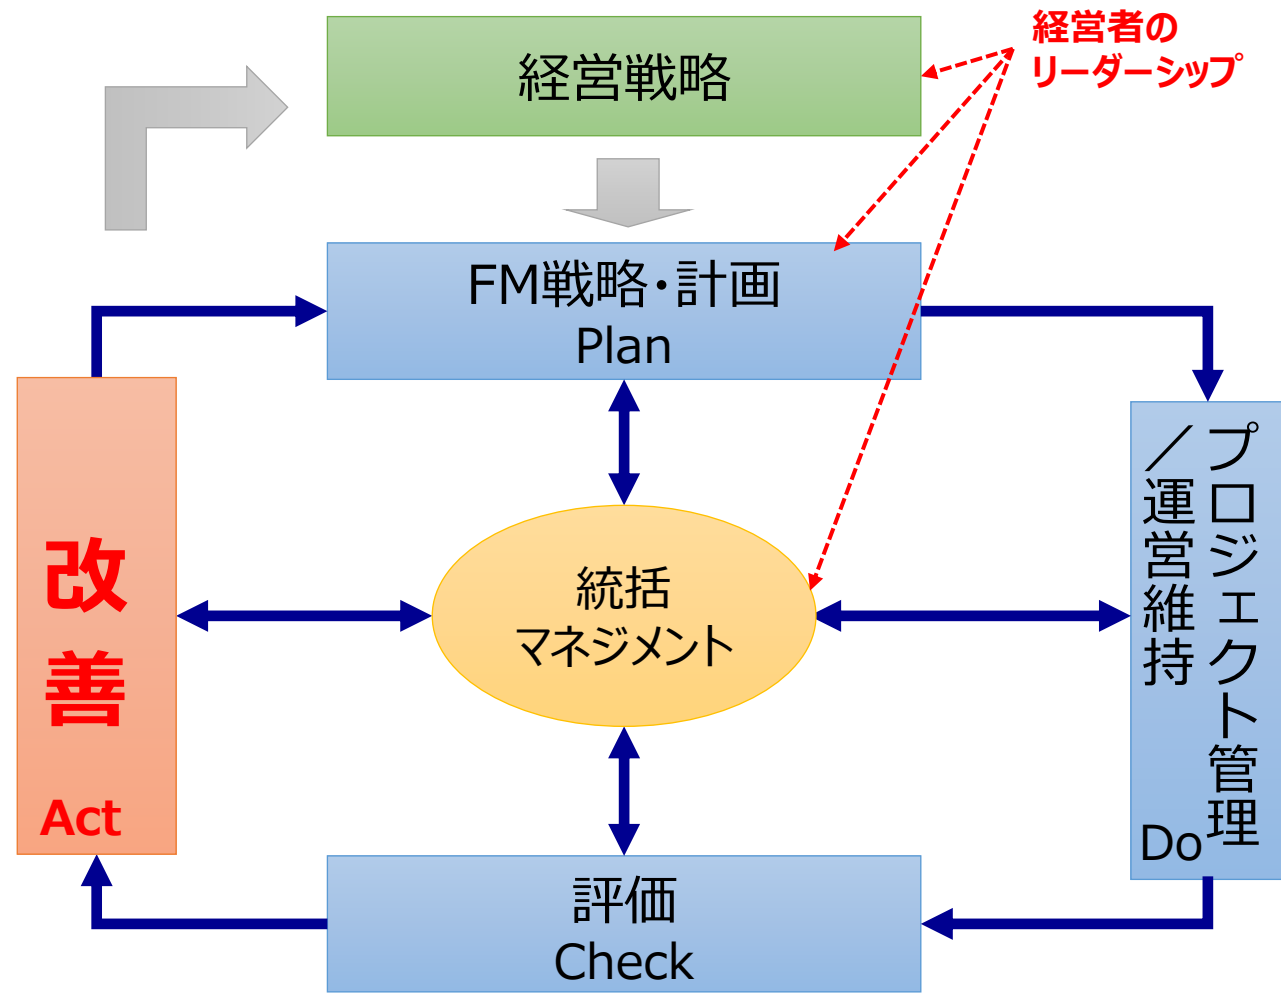 経営戦略
経営者の
リーダーシップ
FM戦略・計画
Plan
プロジェクト管理
／運営維持
Do
統括
マネジメント
改善
Act
評価
Check